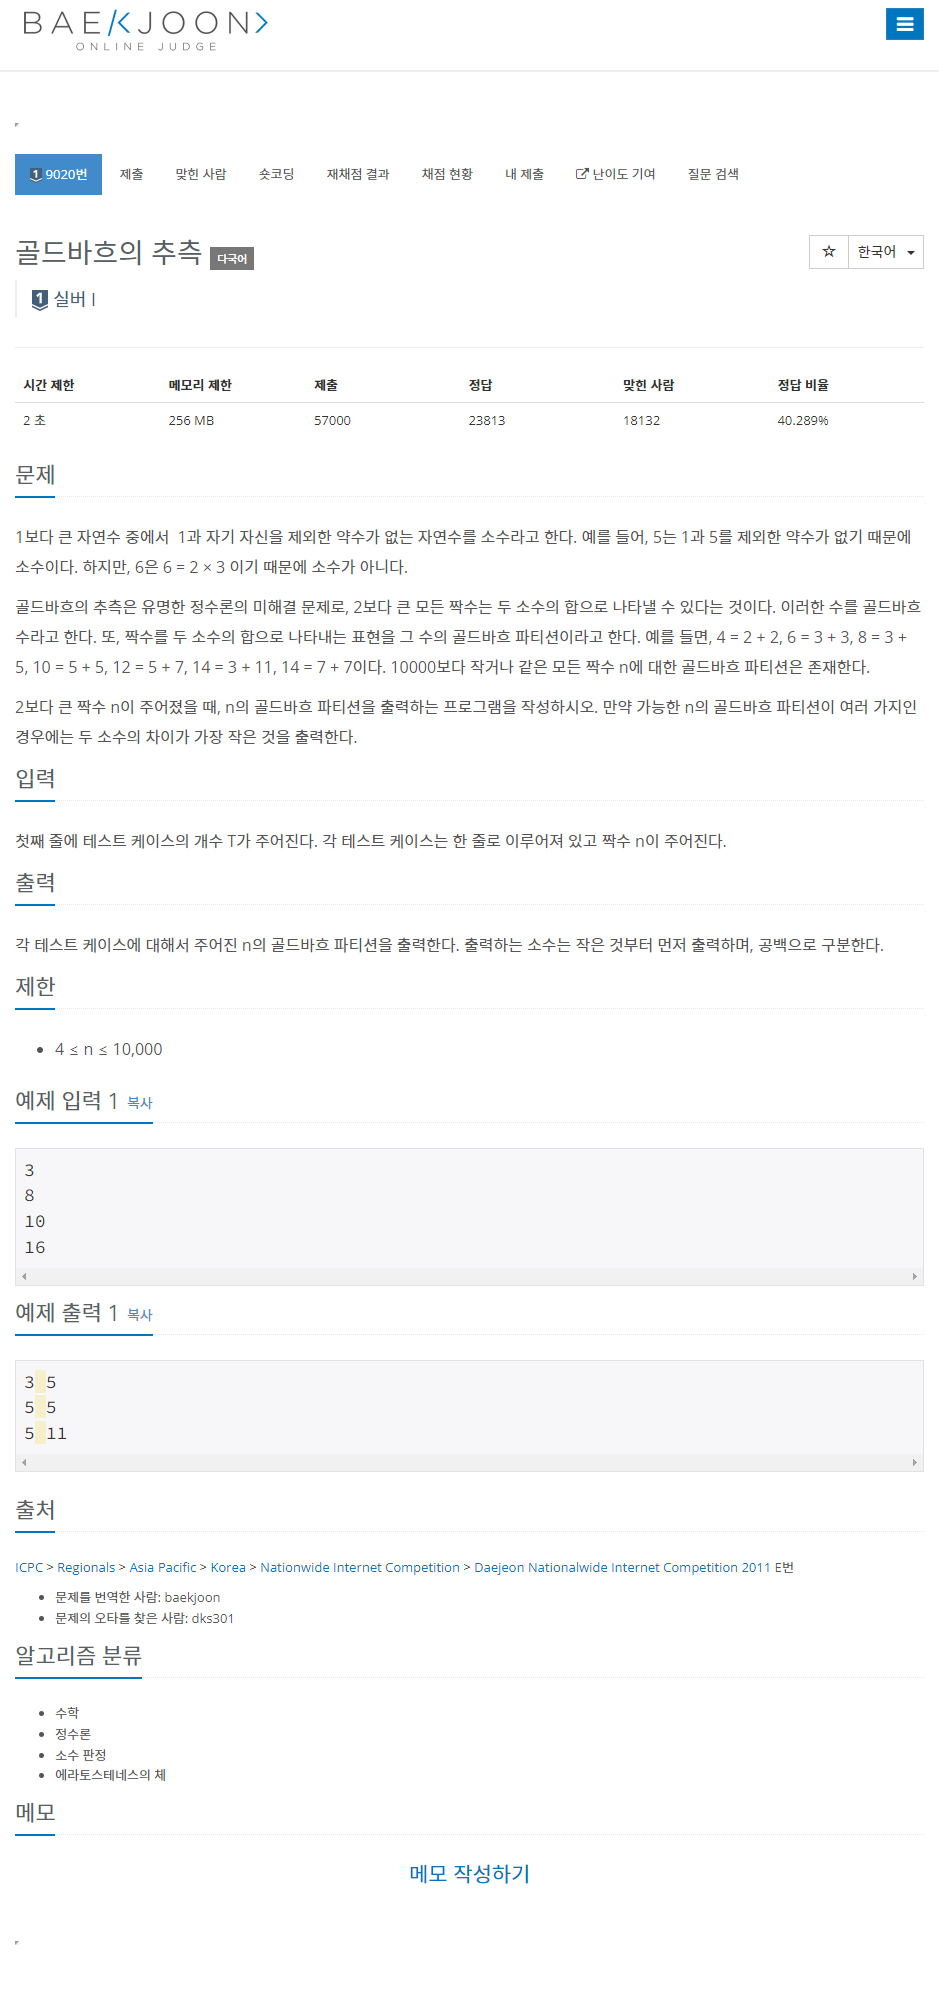 BAEKJOON
ONLINE JUDGE
9020번 제출 맞힌 사람 숏코딩 재채점 결과 채점 현황 내 제출 난이도 기여 질문 검색
골드바흐의 추측 다국어 한국어
1 실버 I
시간 제한 메모리 제한 제출 정답 맞힌 사람 정답 비율
2 초 256 MB 57000 23813 18132 40.289%
문제
1보다 큰 자연수 중에서 1과 자기 자신을 제외한 약수가 없는 자연수를 소수라고 한다. 예를 들어, 5는 1과 5를 제외한 약수가 없기 때문에
소수이다. 하지만, 6은 6 = 2 × 3 이기 때문에 소수가 아니다.
골드바흐의 추측은 유명한 정수론의 미해결 문제로, 2보다 큰 모든 짝수는 두 소수의 합으로 나타낼 수 있다는 것이다. 이러한 수를 골드바흐
수라고 한다. 또, 짝수를 두 소수의 합으로 나타내는 표현을 그 수의 골드바흐 파티션이라고 한다. 예를 들면, 4 = 2 + 2, 6 = 3 + 3, 8 = 3 +
5, 10 = 5 + 5, 12 = 5 + 7, 14 = 3 + 11, 14 = 7 + 7이다. 10000보다 작거나 같은 모든 짝수 n에 대한 골드바흐 파티션은 존재한다.
2보다 큰 짝수 n이 주어졌을 때, n의 골드바흐 파티션을 출력하는 프로그램을 작성하시오. 만약 가능한 n의 골드바흐 파티션이 여러 가지인
경우에는 두 소수의 차이가 가장 작은 것을 출력한다.
입력
첫째 줄에 테스트 케이스의 개수 T가 주어진다. 각 테스트 케이스는 한 줄로 이루어져 있고 짝수 n이 주어진다.
출력
각 테스트 케이스에 대해서 주어진 n의 골드바흐 파티션을 출력한다. 출력하는 소수는 작은 것부터 먼저 출력하며, 공백으로 구분한다.
제한
• 4 ≤ n ≤ 10,000
예제 입력 1 복사
3
8
10
16
예제 출력 1 복사
3 5
5 5
5 11
출처
ICPC > Regionals > Asia Pacific > Korea > Nationwide Internet Competition > Daejeon Nationalwide Internet Competition 2011 E번
• 문제를 번역한 사람: baekjoon
• 문제의 오타를 찾은 사람: dks301
알고리즘 분류
• 수학
• 정수론
• 소수 판정
• 에라토스테네스의 체
메모
메모 작성하기